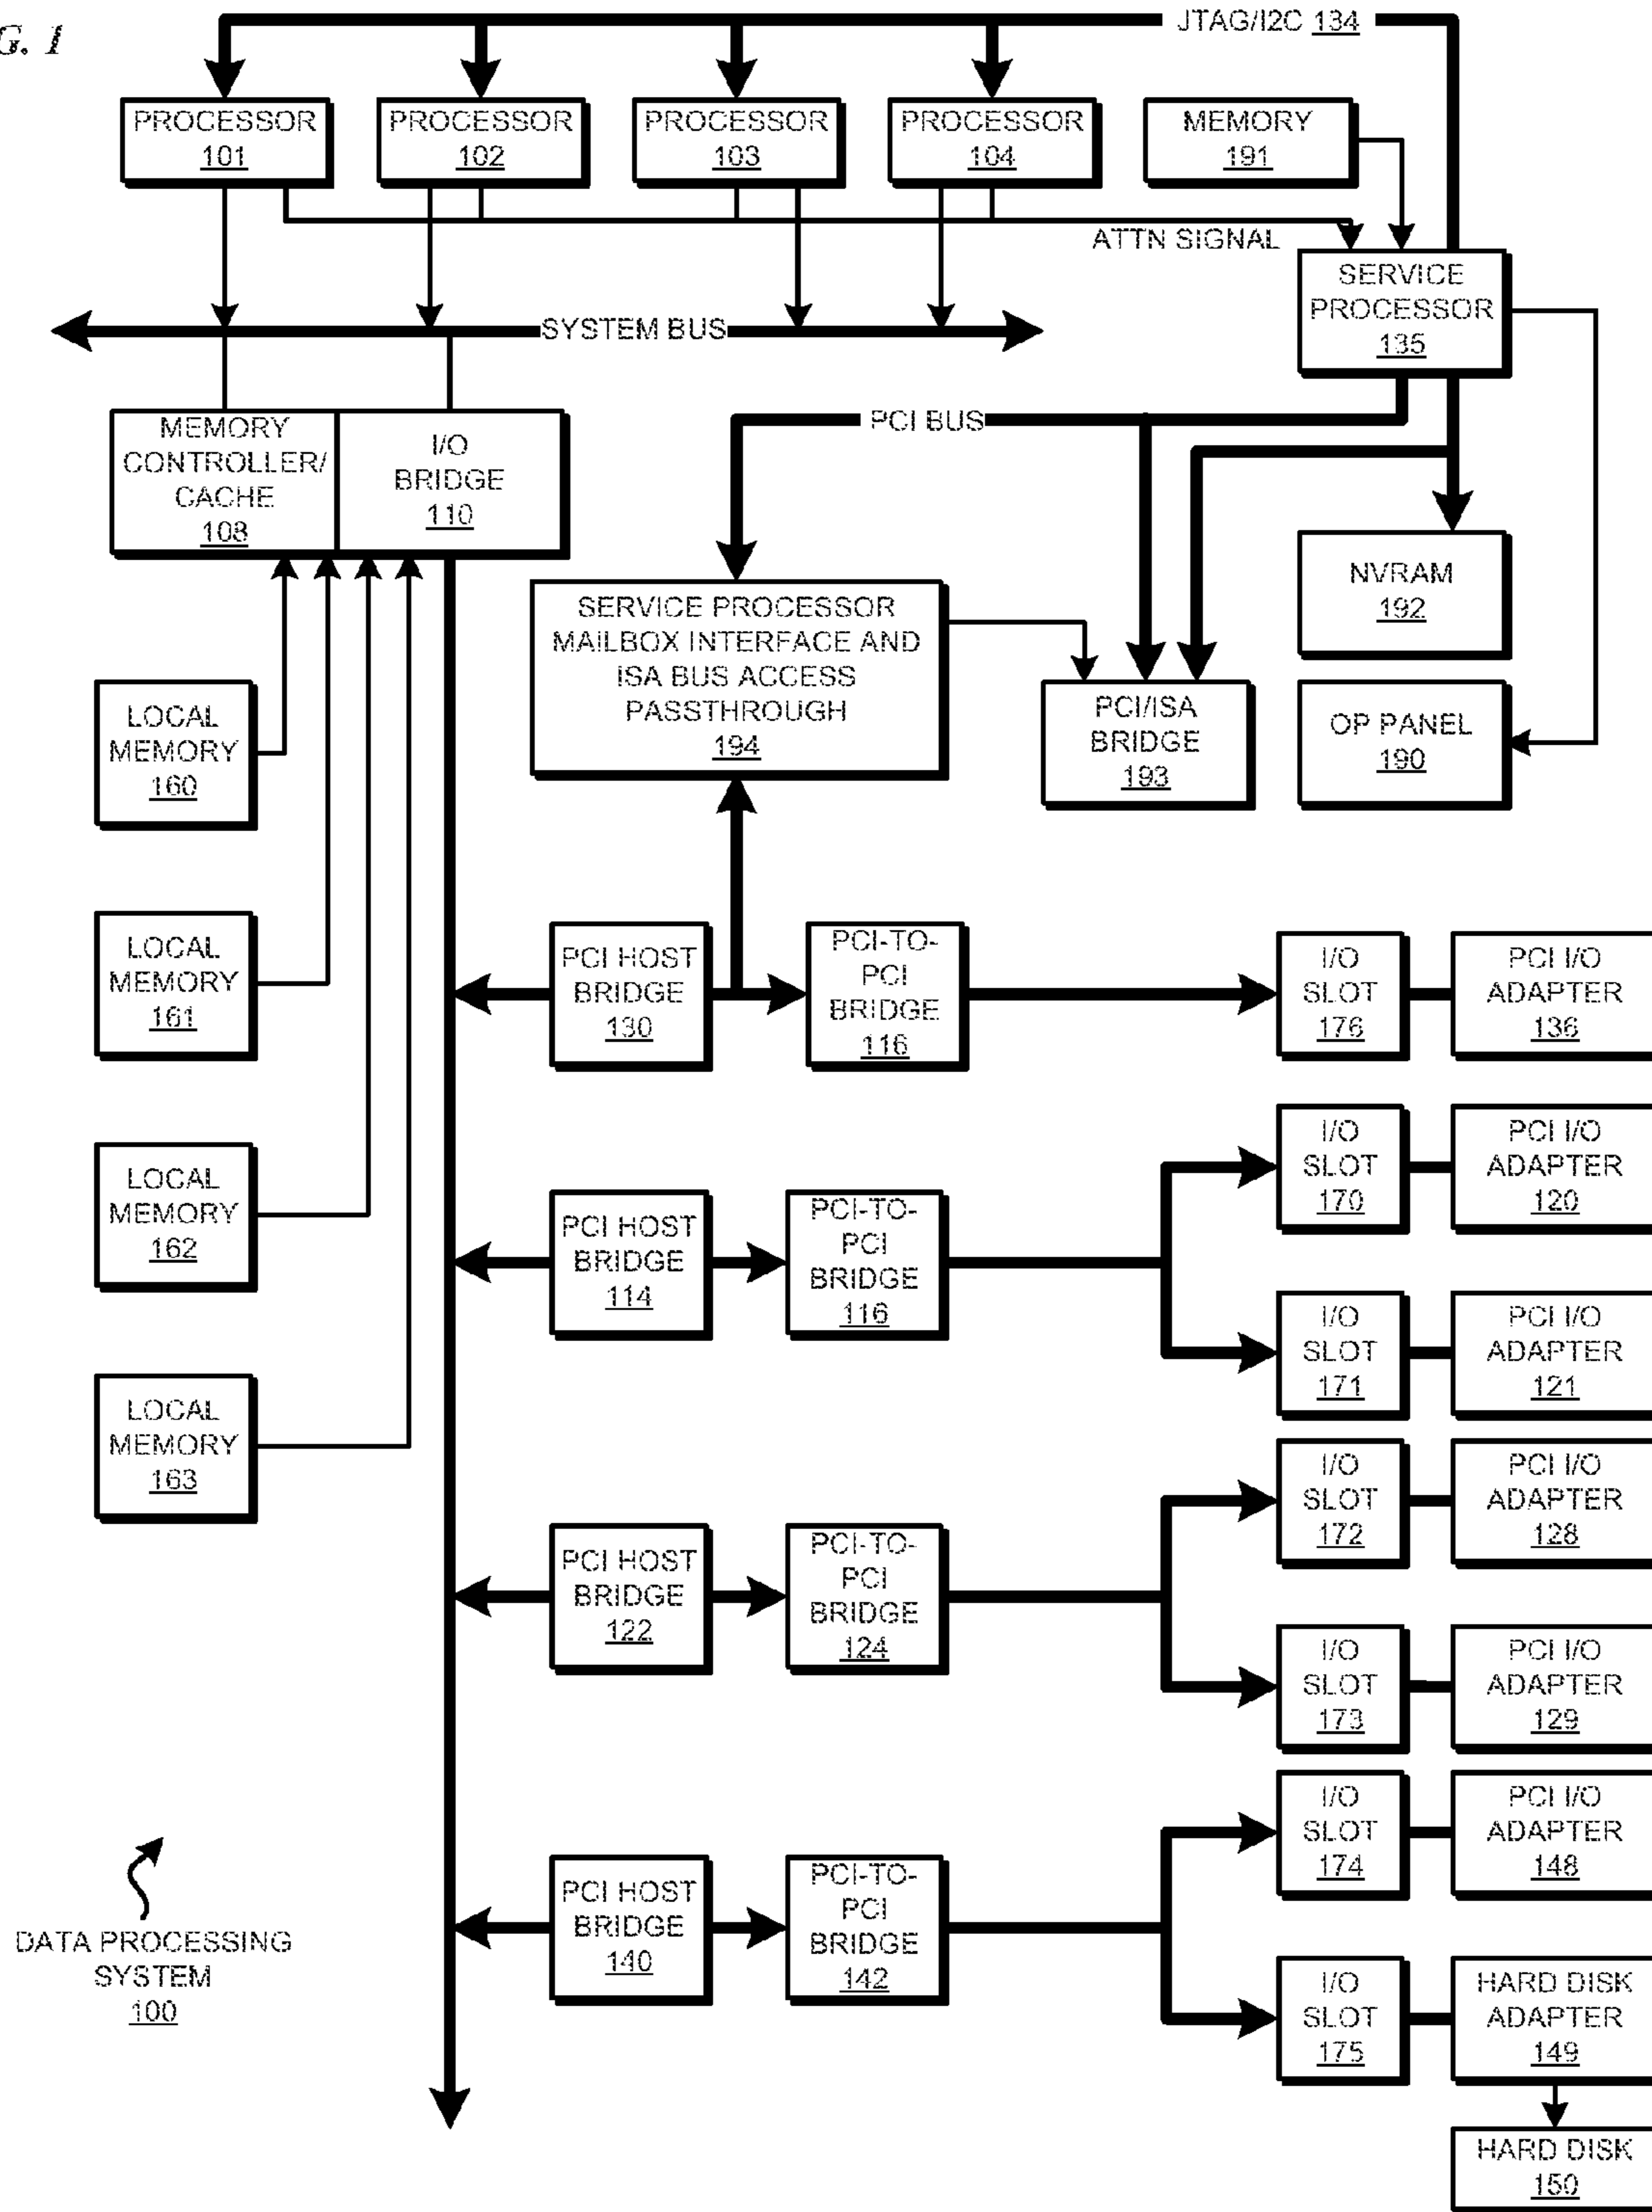 G. 1
JTAG/I2C 134
PROCESSOR
101
PROCESSOR
102
PROCESSOR
103
PROCESSOR
104
MEMORY
191
ATTN SIGNAL
SERVICE
PROCESSOR
135
SYSTEM BUS
MEMORY
CONTROLLER/
CACHE
108
I/O
BRIDGE
110
PCI BUS
NVRAM
192
SERVICE PROCESSOR
MAILBOX INTERFACE AND
ISA BUS ACCESS
PASSTHROUGH
194
PCI/ISA
BRIDGE
193
OP PANEL
190
LOCAL
MEMORY
160
LOCAL
MEMORY
161
LOCAL
MEMORY
162
LOCAL
MEMORY
163
PCI HOST
BRIDGE
130
PCI-TO-
PCI
BRIDGE
116
I/O
SLOT
176
PCI I/O
ADAPTER
136
PCI HOST
BRIDGE
114
PCI-TO-
PCI
BRIDGE
116
I/O
SLOT
170
PCI I/O
ADAPTER
120
I/O
SLOT
171
PCI I/O
ADAPTER
121
PCI HOST
BRIDGE
122
PCI-TO-
PCI
BRIDGE
124
I/O
SLOT
172
PCI I/O
ADAPTER
128
I/O
SLOT
173
PCI I/O
ADAPTER
129
PCI HOST
BRIDGE
140
PCI-TO-
PCI
BRIDGE
142
I/O
SLOT
174
PCI I/O
ADAPTER
148
I/O
SLOT
175
HARD DISK
ADAPTER
149
HARD DISK
150
DATA PROCESSING
SYSTEM
100